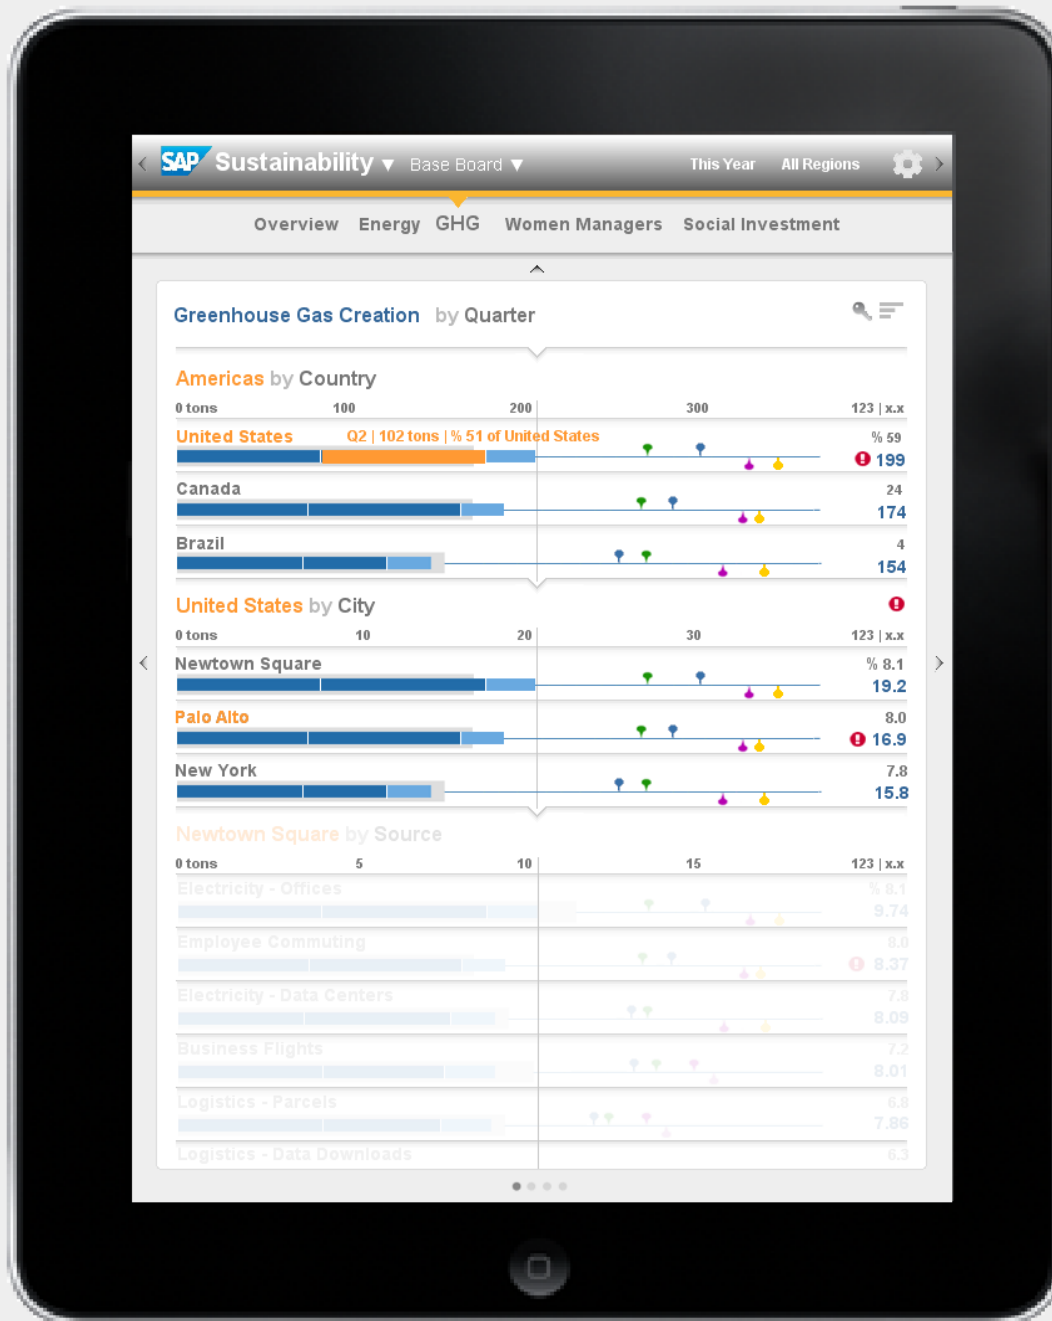 SAP Sustainability ▼ Base Board ▼ This Year All Regions
Overview Energy GHG Women Managers Social Investment
Greenhouse Gas Creation by Quarter
Americas by Country
0 tons 100 200 300 123 | x.x
United States Q2 | 102 tons | % 51 of United States % 59
199
Canada 24
174
Brazil 4
154
United States by City
0 tons 10 20 30 123 | x.x
Newtown Square % 8.1
19.2
Palo Alto 8.0
16.9
New York 7.8
15.8
Newtown Square by Source
0 tons 5 10 15 123 | x.x
Electricity - Offices % 8.1
9.74
Employee Commuting 8.0
8.37
Electricity - Data Centers 7.8
8.09
Business Flights 7.2
8.01
Logistics - Parcels 6.8
7.86
Logistics - Data Downloads 6.3